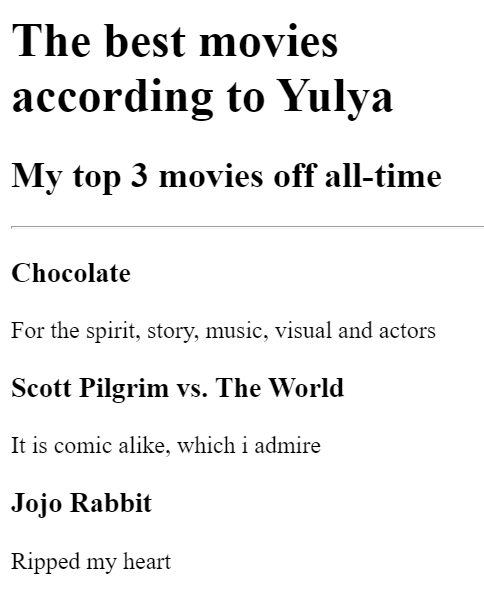 The best movies
according to Yulya
My top 3 movies off all-time
Chocolate
For the spirit, story, music, visual and actors
Scott Pilgrim vs. The World
It is comic alike, which i admire
Jojo Rabbit
Ripped my heart